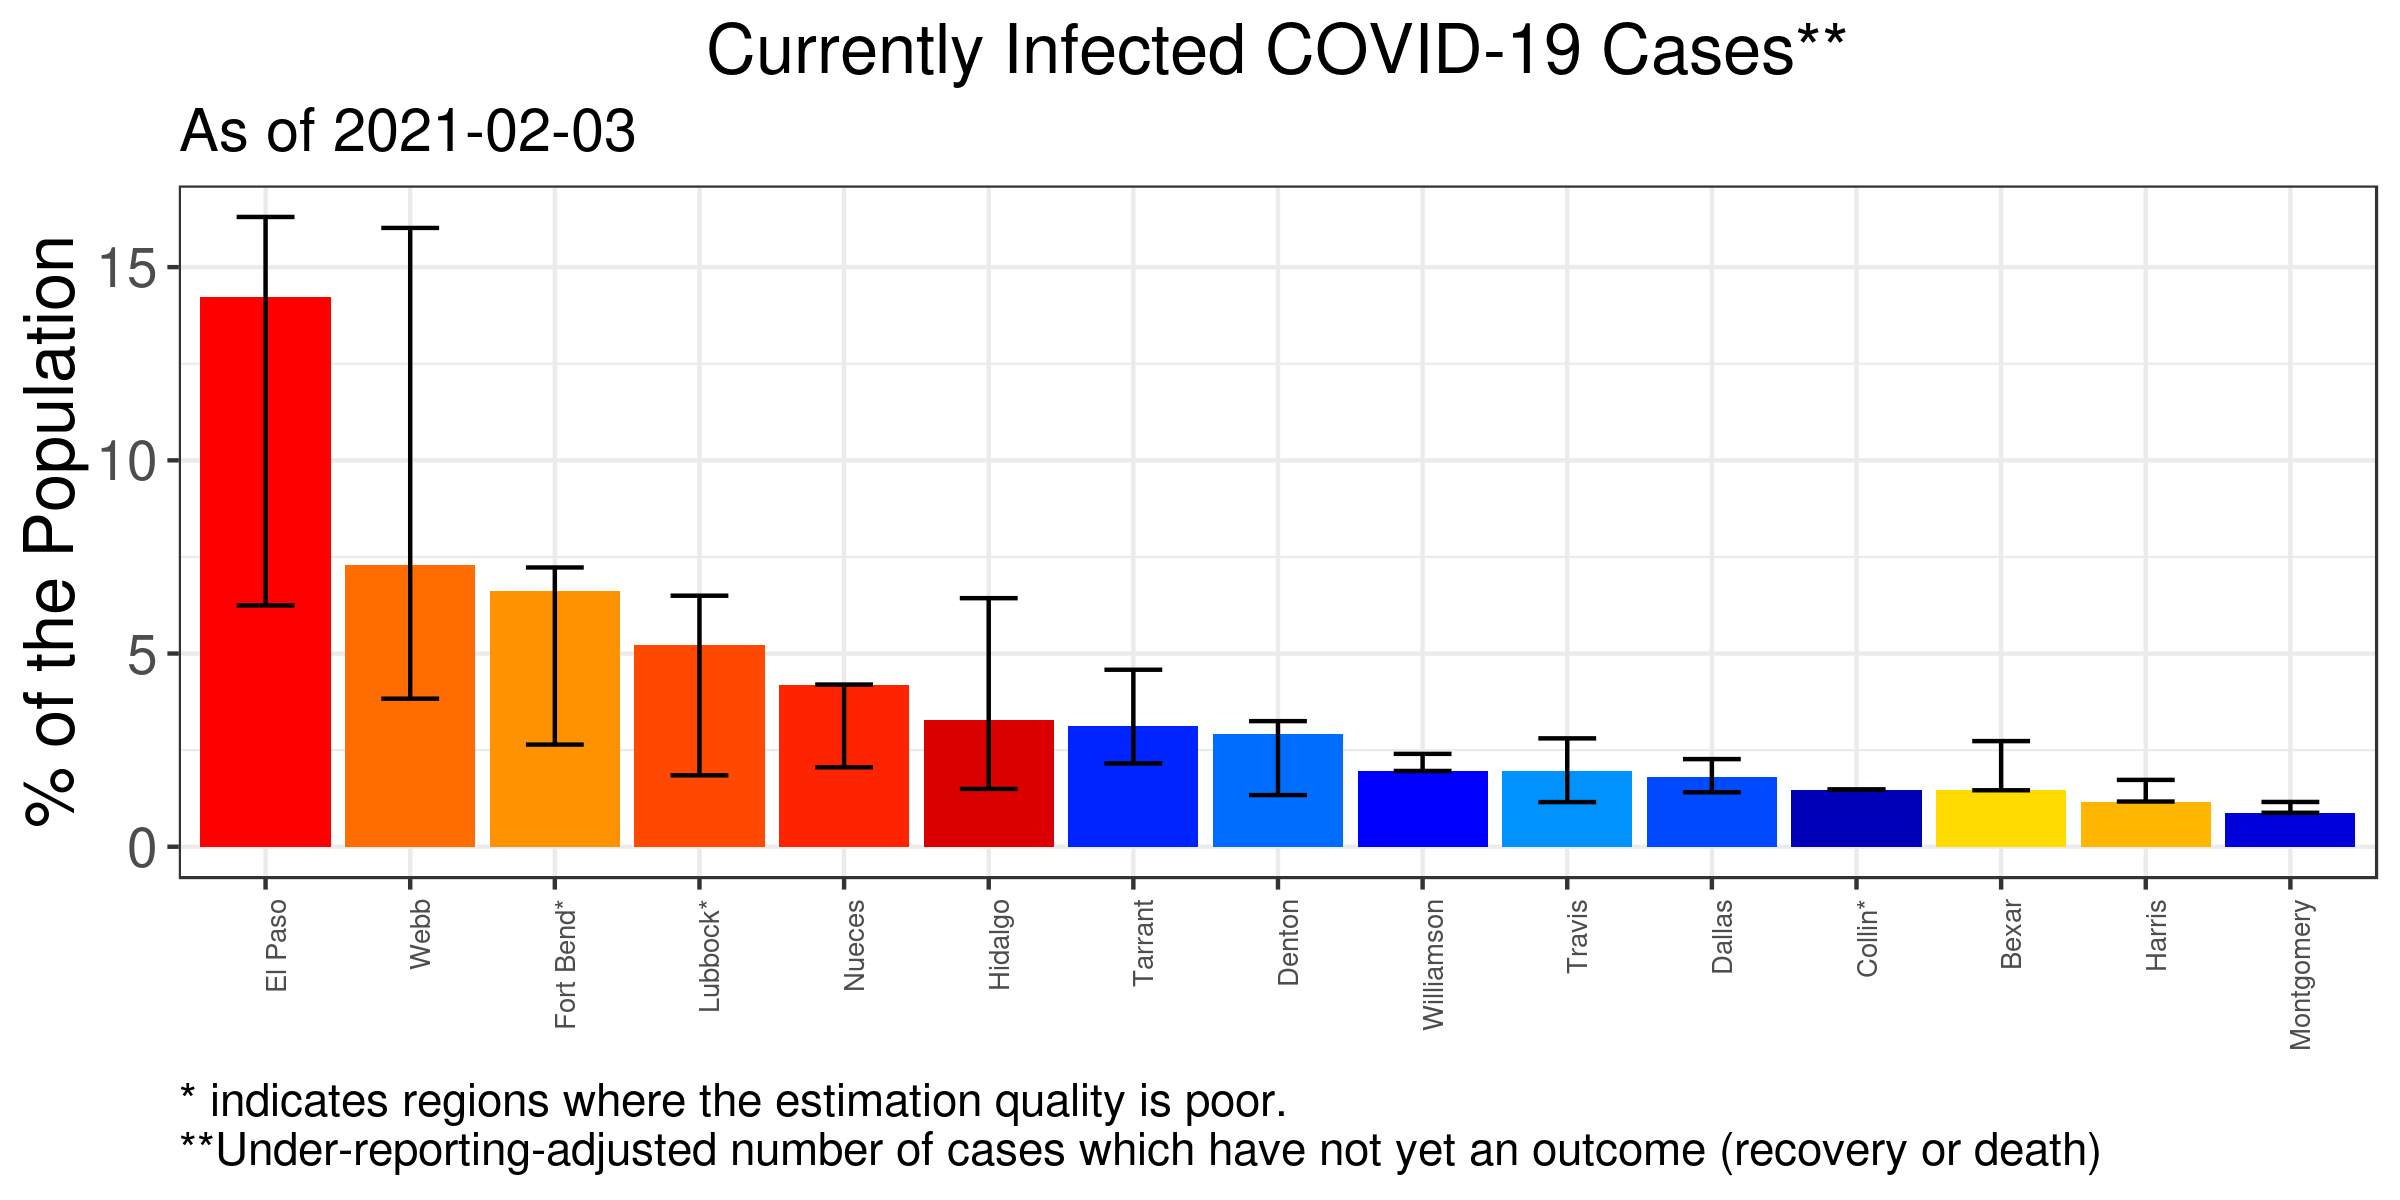 Currently Infected COVID-19 Cases**
As of 2021-02-03
% of the Population
15
10
5
0
El Paso
Webb
Fort Bend*
Lubbock*
Nueces
Hidalgo
Tarrant
Denton
Williamson
Travis
Dallas
Collin*
Bexar
Harris
Montgomery
* indicates regions where the estimation quality is poor.
**Under-reporting-adjusted number of cases which have not yet an outcome (recovery or death)